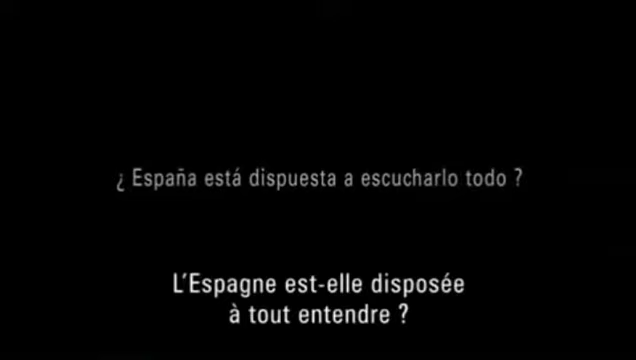 ¿ España está dispuesta a escucharlo todo ?
L'Espagne est-elle disposée
à tout entendre ?